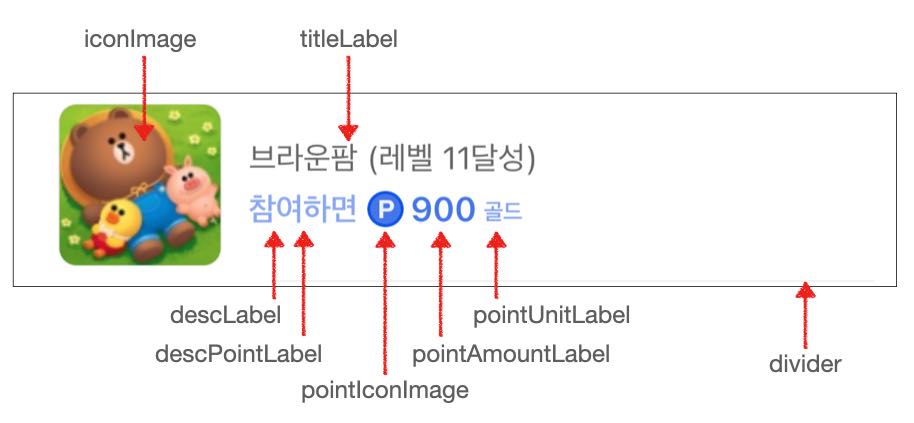 iconImage titleLabel
브라운팜 (레벨 11달성)
참여하면 P 900 골드
descLabel pointUnitLabel
descPointLabel pointAmountLabel
divider
pointIconImage